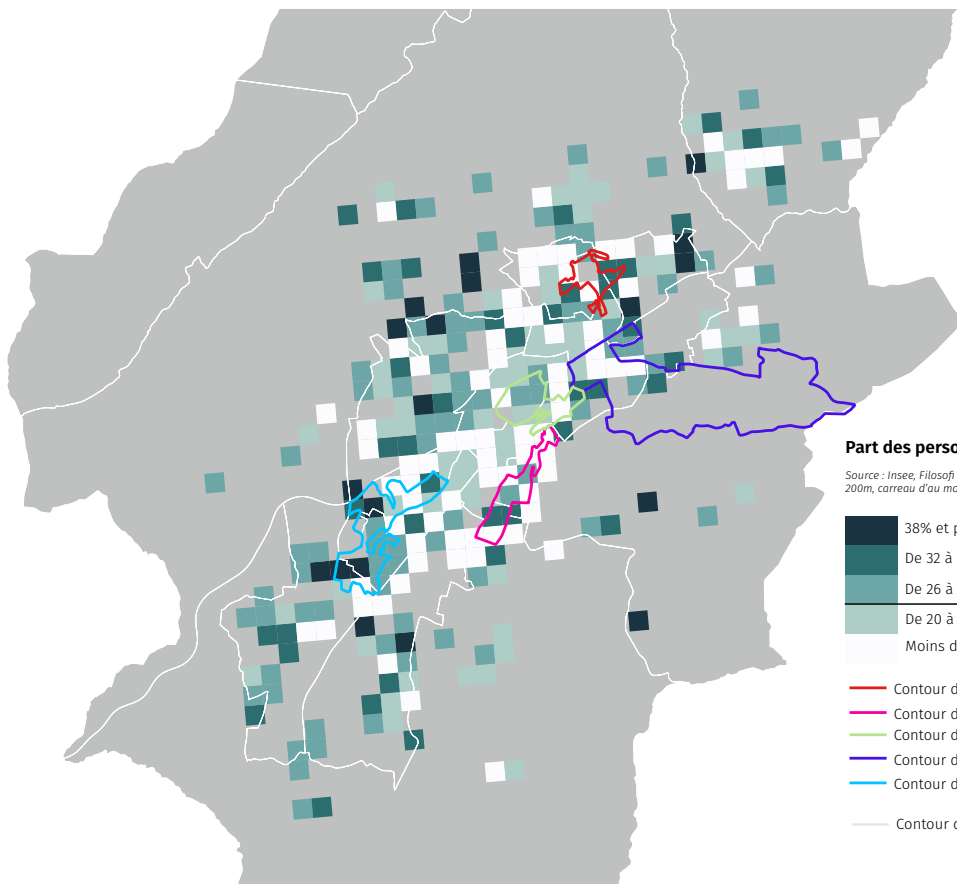 Part des perso
Source : Insee, Filosofi
200m, carreau d'au mo
38% et p
De 32 à
De 26 à
De 20 à
Moins d
Contour d
Contour d
Contour d
Contour d
Contour d
Contour d